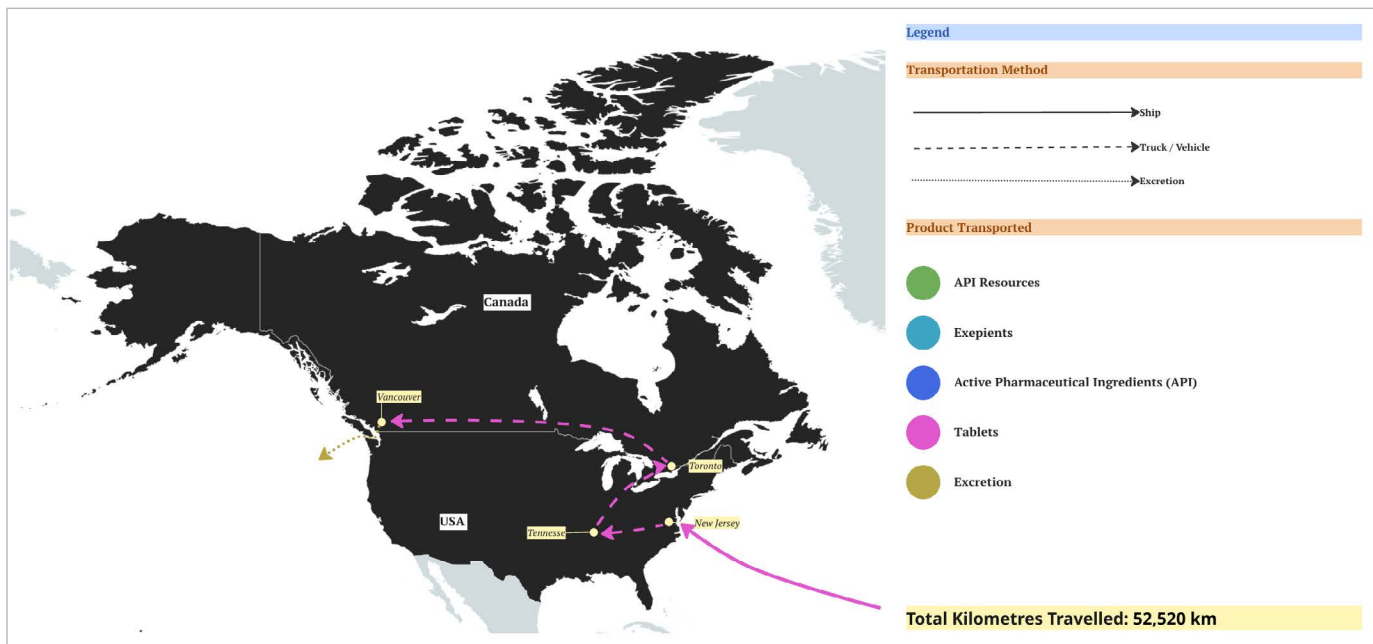 Legend
Transportation Method
Ship
Truck / Vehicle
Excretion
Product Transported
API Resources
Exepients
Active Pharmaceutical Ingredients (API)
Tablets
Excretion
Total Kilometres Travelled: 52,520 km
Canada
Vancouver
Toronto
USA
Tennesse
New Jersey